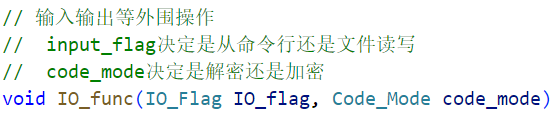 // 输入输出等外围操作
//  input_flag决定是从命令行还是文件读写
//  code_mode决定是解密还是加密
void IO_func(IO_Flag IO_flag, Code_Mode code_mode)